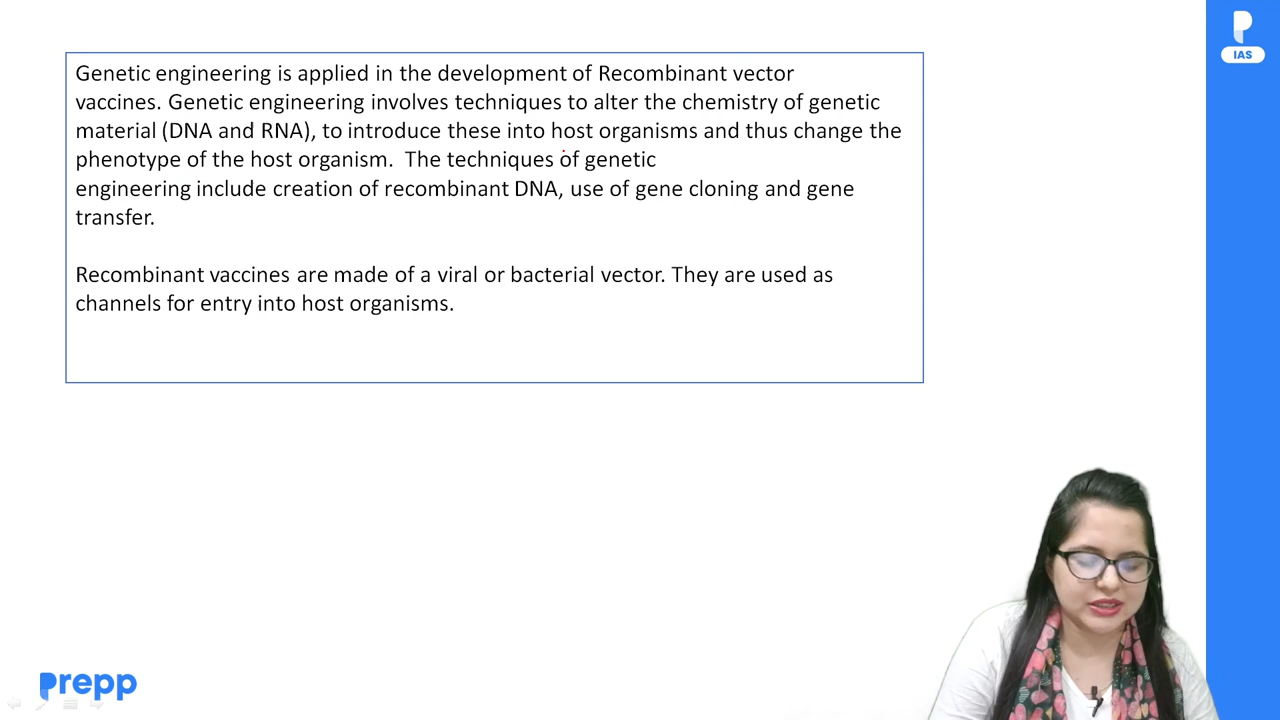 IAS
Genetic engineering is applied in the development of Recombinant vector
vaccines. Genetic engineering involves techniques to alter the chemistry of genetic
material (DNA and RNA), to introduce these into host organisms and thus change the
phenotype of the host organism.  The techniques of genetic
engineering include creation of recombinant DNA, use of gene cloning and gene
transfer.
Recombinant vaccines are made of a viral or bacterial vector. They are used as
channels for entry into host organisms.
prepp